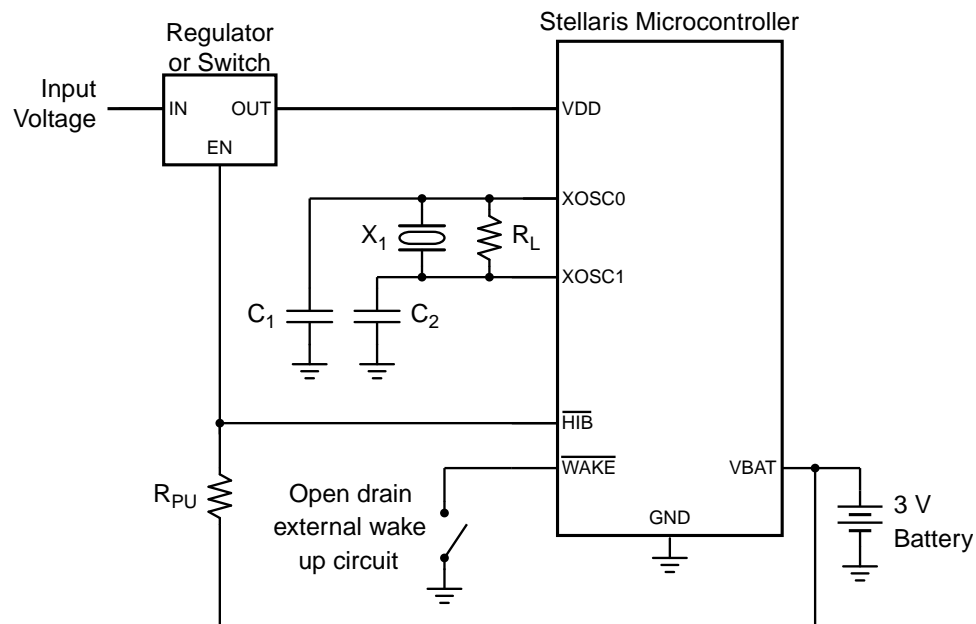 Stellaris Microcontroller
Regulator
or Switch
Input
Voltage
IN
OUT
EN
VDD
XOSC0
X1
RL
XOSC1
C1
C2
HIB
WAKE
VBAT
RPU
Open drain
external wake
up circuit
GND
3 V
Battery